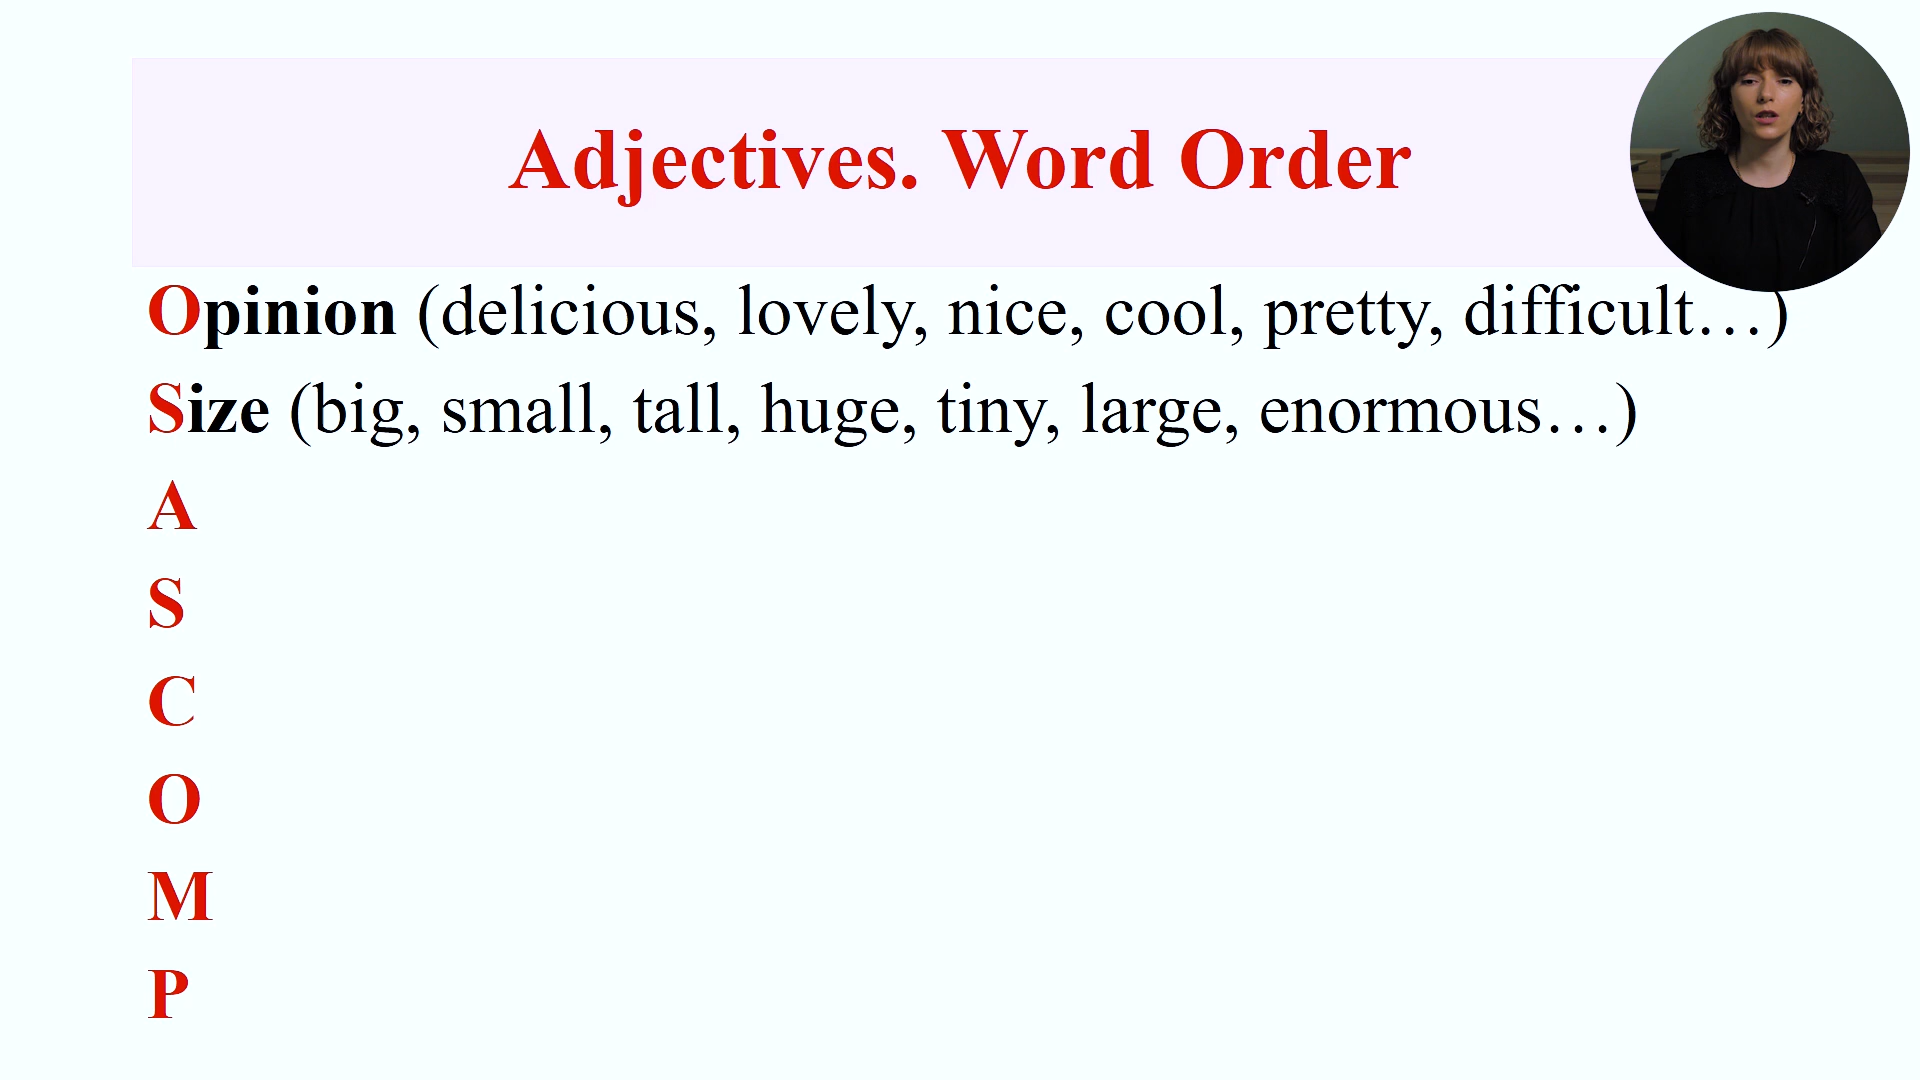 Adjectives. Word Order
Opinion (delicious, lovely, nice, cool, pretty, difficult…)
Size (big, small, tall, huge, tiny, large, enormous…)
A
S
C
O
M
P